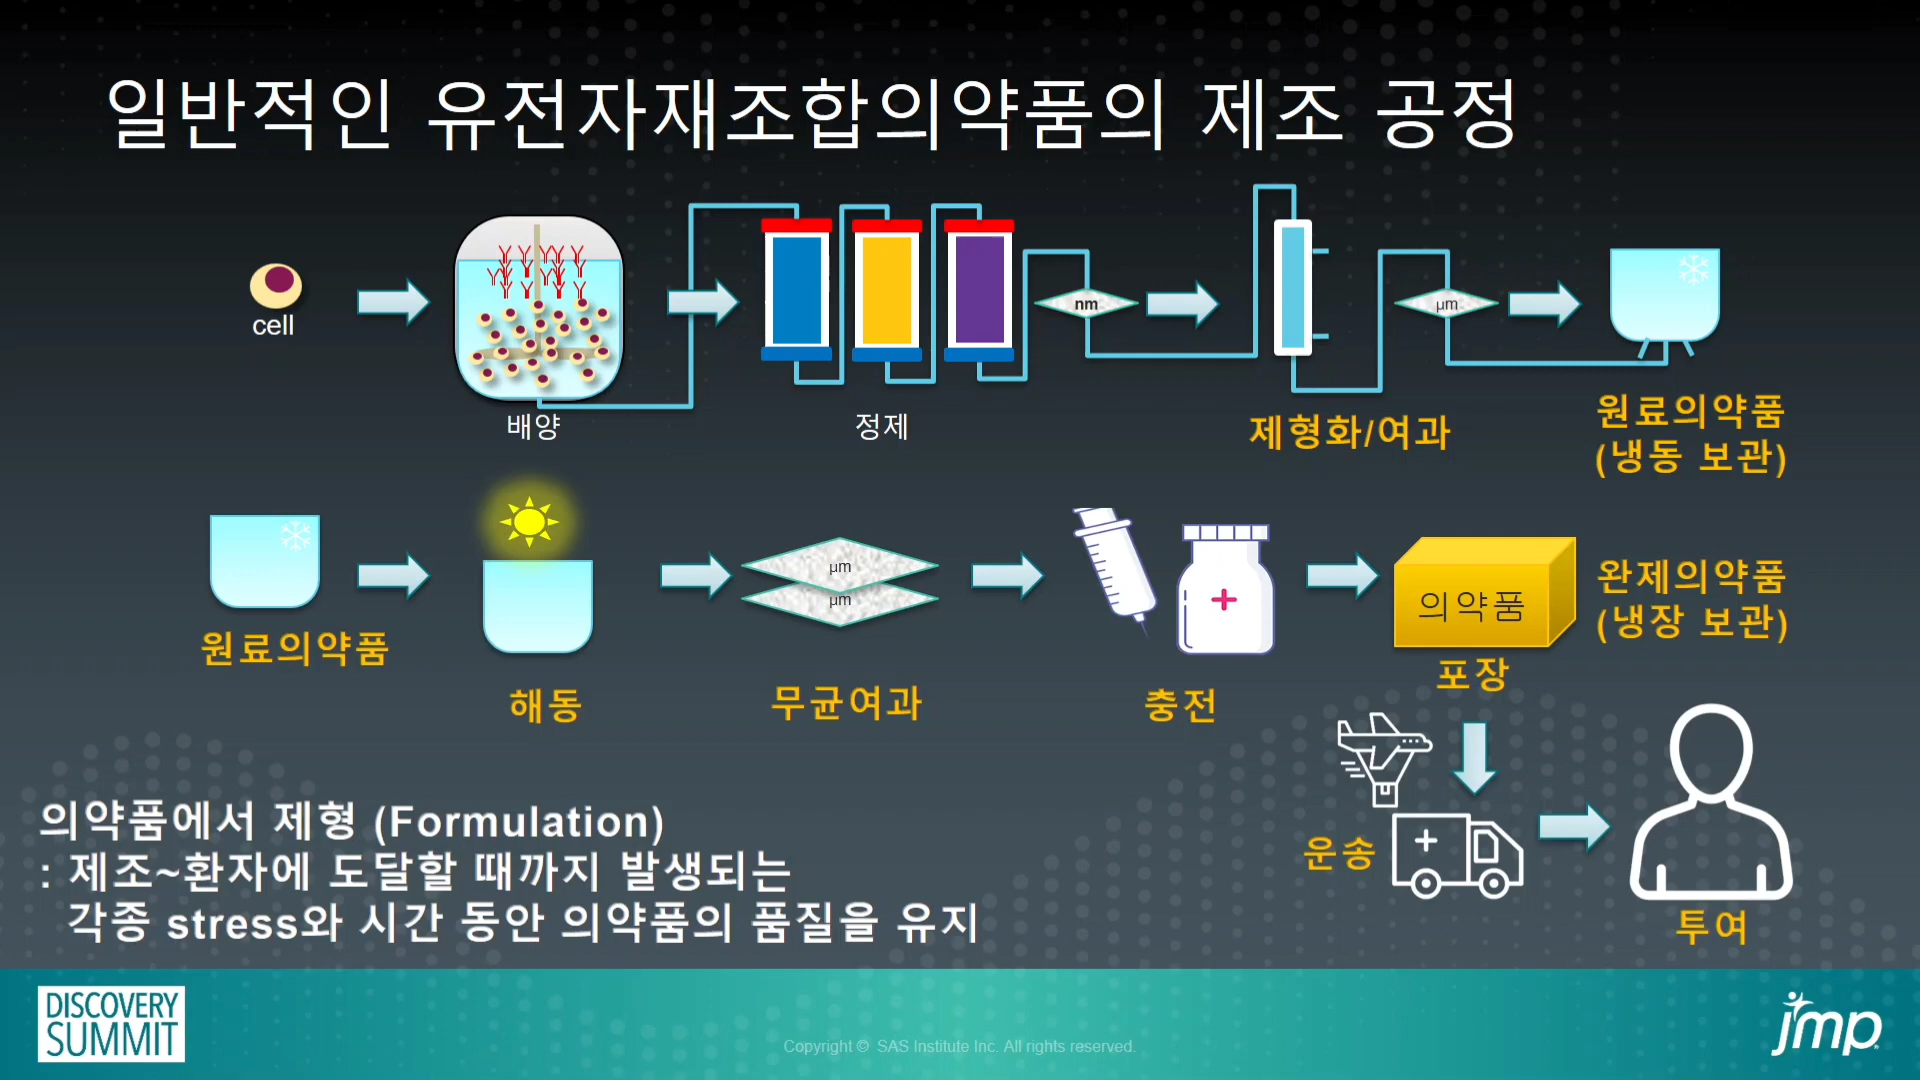 일반적인 유전자재조합의약품의 제조 공정
cell
배양
정제
nm
제형화/여과
μm
원료의약품
(냉동 보관)
원료의약품
해동
μm
μm
무균여과
충전
의약품
포장
완제의약품
(냉장 보관)
운송
투여
의약품에서 제형 (Formulation)
: 제조~환자에 도달할 때까지 발생되는
각종 stress와 시간 동안 의약품의 품질을 유지
DISCOVERY
SUMMIT
Copyright © SAS Institute Inc. All rights reserved.
jmp